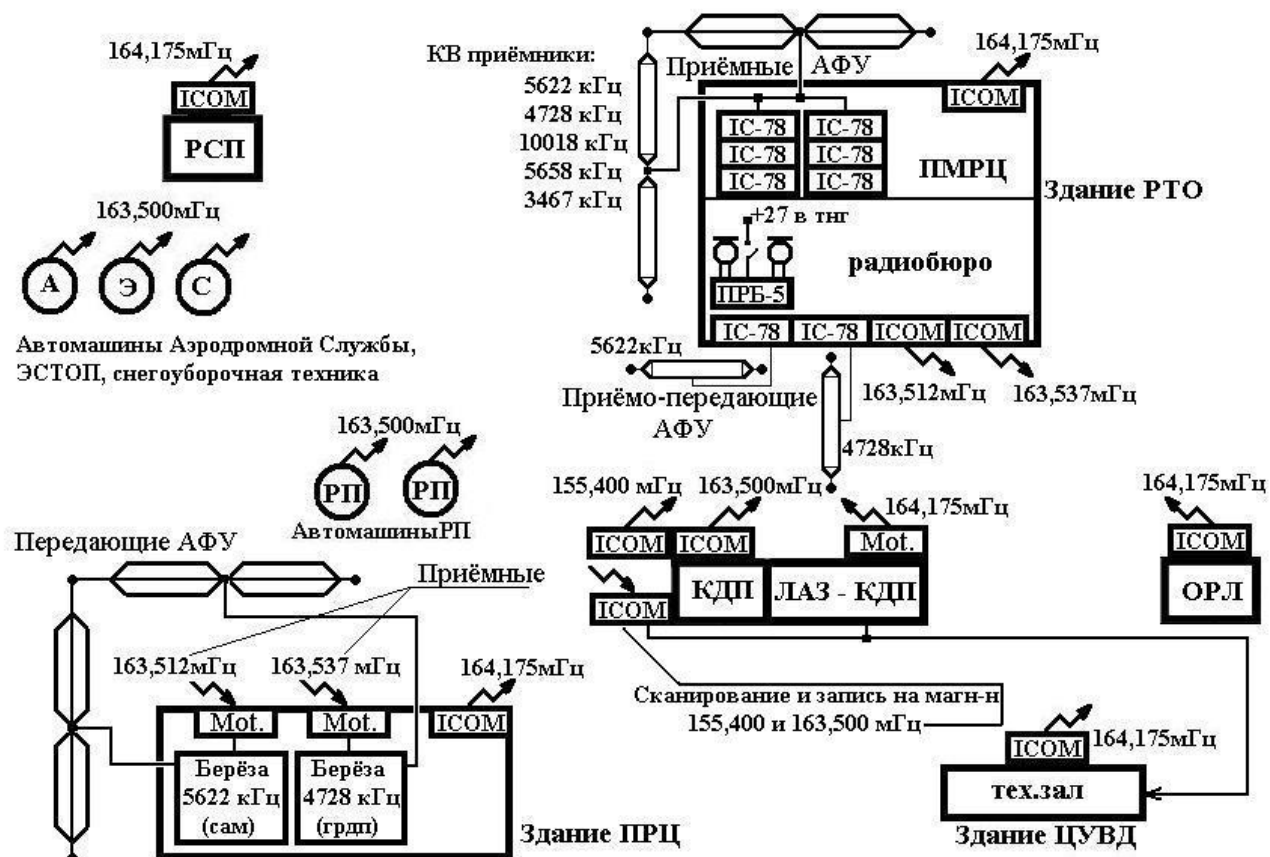 164,175мГц
ICOM
РСП
163,500мГц
А
Э
С
Автомашины Аэродромной Службы,
ЭСТОП, снегоуборочная техника
КВ приёмники:
5622 кГц
4728 кГц
10018 кГц
5658 кГц
3467 кГц
Приёмные АФУ
164,175мГц
ICOM
IC-78 IC-78
IC-78 IC-78
IC-78 IC-78
ПМРЦ
Здание РТО
+27 в тнг
радиобюро
ПРБ-5
IC-78 IC-78 ICOM ICOM
5622кГц
Приёмо-передающие
АФУ
163,512мГц 163,537мГц
4728кГц
163,500мГц
РП РП
АвтомашиныРП
155,400 мГц 163,500мГц
164,175мГц
ICOM ICOM Mot.
КДП ЛАЗ - КДП
ICOM
164,175мГц
ICOM
ОРЛ
Сканирование и запись на магн-н
155,400 и 163,500 мГц
Передающие АФУ
Приёмные
163,512мГц 163,537 мГц 164,175мГц
Mot. Mot. ICOM
Берёза
5622 кГц
(сам)
Берёза
4728 кГц
(грдп)
Здание ПРЦ
ICOM 164,175мГц
тех.зал
Здание ЦУВД